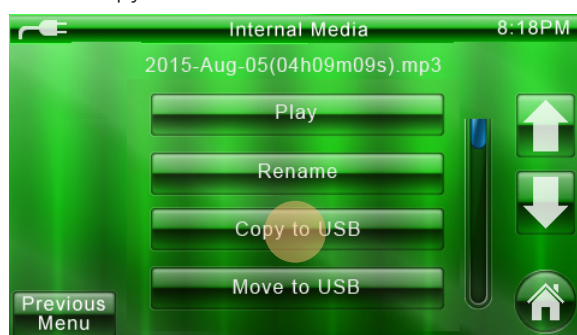 Internal Media
8:18PM
2015-Aug-05(04h09m09s).mp3
Play
Rename
Copy to USB
Move to USB
Previous
Menu